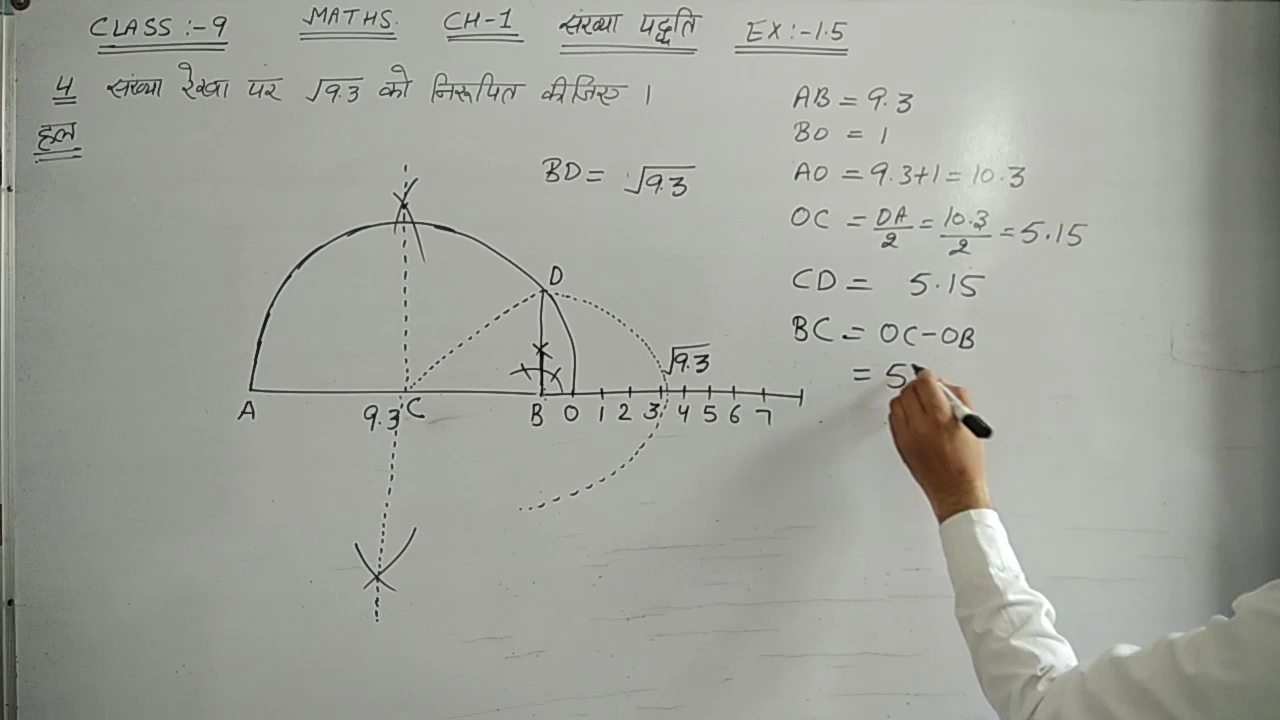 CLASS :- 9 MATHS. CH-1 संख्या पद्धति EX:-1.5
4 संख्या रेखा पर √9.3 को निरूपित कीजिए ।
हल
BD = √9.3
AB = 9.3
BO = 1
AO = 9.3+1 = 10.3
OC = OA/2 = 10.3/2 = 5.15
CD = 5.15
BC = OC-OB
= 5
D
√9.3
A 9.3 C B 0 1 2 3 4 5 6 7